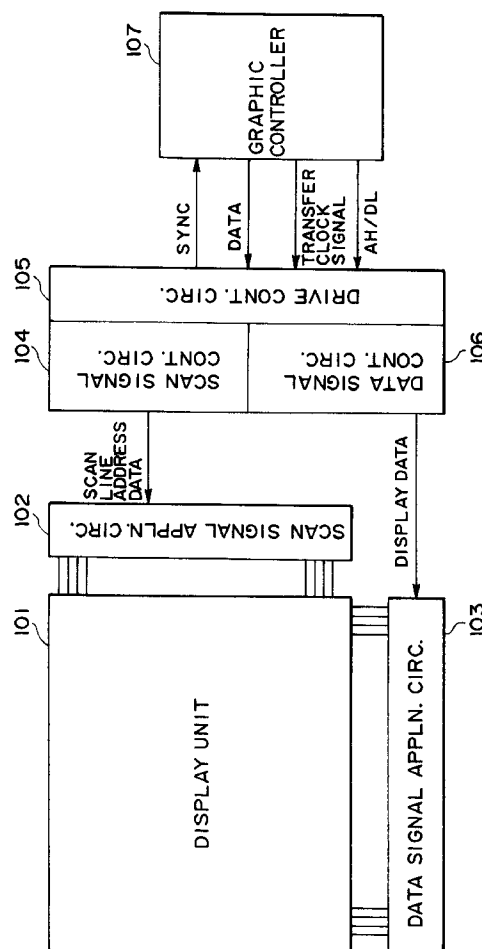 101
DISPLAY UNIT
102
SCAN SIGNAL APPLN. CIRC.
103
DATA SIGNAL APPLN. CIRC.
SCAN
LINE
ADDRESS
DATA
DISPLAY DATA
104
SCAN SIGNAL
CONT. CIRC.
105
DRIVE CONT. CIRC.
DATA SIGNAL
CONT. CIRC.
106
SYNC
DATA
TRANSFER
CLOCK
SIGNAL
AH/DL
107
GRAPHIC
CONTROLLER